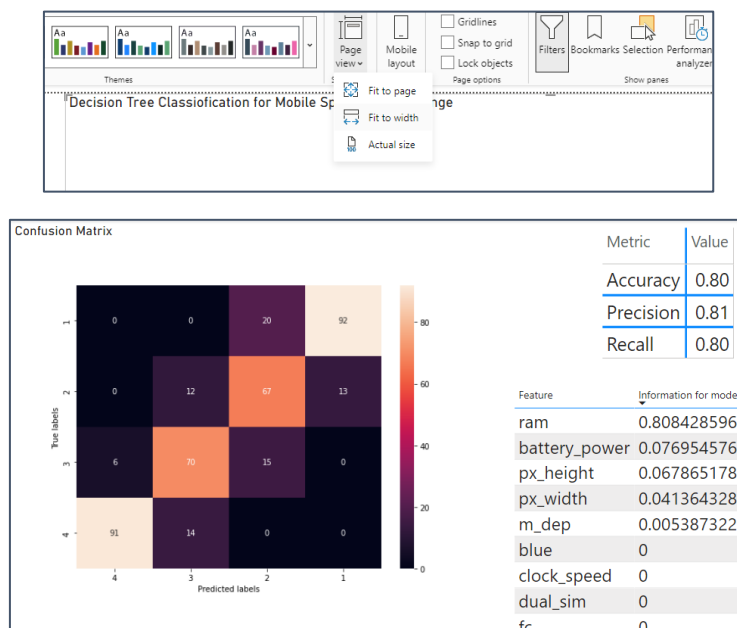 Aa Aa Aa Aa
Themes
Page view
Mobile layout
Gridlines
Snap to grid
Lock objects
Page options
Filters Bookmarks Selection Performan analyzer
Show panes
Fit to page
Fit to width
Actual size
Decision Tree Classiofication for Mobile Sp nge
Confusion Matrix
Metric Value
Accuracy 0.80
Precision 0.81
Recall 0.80
True labels
1 0 0 20 92
2 0 12 67 13
3 6 70 15 0
4 91 14 0 0
4 3 2 1
Predicted labels
80
60
40
20
0
Feature Information for mode
ram 0.808428596
battery_power 0.076954576
px_height 0.067865178
px_width 0.041364328
m_dep 0.005387322
blue 0
clock_speed 0
dual_sim 0
fc 0